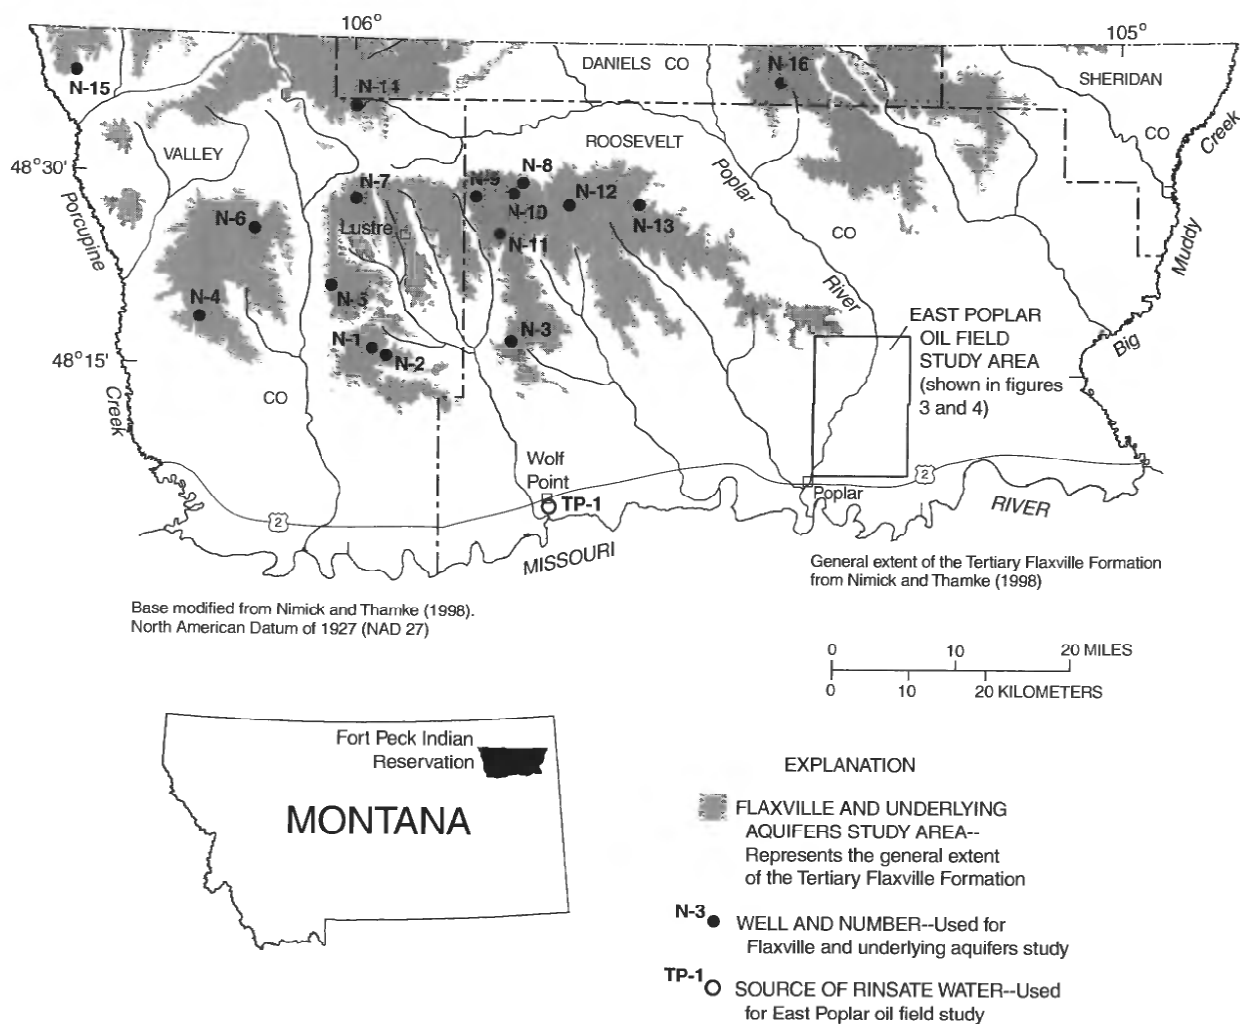 106°
105°
DANIELS CO
N-16
SHERIDAN
CO
N-15
N-14
Creek
VALLEY
ROOSEVELT
48°30'
N-7
N-9
N-8
N-12
Poplar
Porcupine
N-6
Lustre
N-10
N-13
N-11
CO
Muddy
N-4
N-5
River
EAST POPLAR
OIL FIELD
STUDY AREA
(shown in figures
3 and 4)
N-1
N-2
N-3
Big
48°15'
CO
Creek
Wolf
Point
TP-1
2
2
Poplar
RIVER
MISSOURI
General extent of the Tertiary Flaxville Formation
from Nimick and Thamke (1998)
Base modified from Nimick and Thamke (1998).
North American Datum of 1927 (NAD 27)
0 10 20 MILES
0 10 20 KILOMETERS
Fort Peck Indian
Reservation
MONTANA
EXPLANATION
FLAXVILLE AND UNDERLYING
AQUIFERS STUDY AREA--
Represents the general extent
of the Tertiary Flaxville Formation
N-3
WELL AND NUMBER--Used for
Flaxville and underlying aquifers study
TP-1
SOURCE OF RINSATE WATER--Used
for East Poplar oil field study